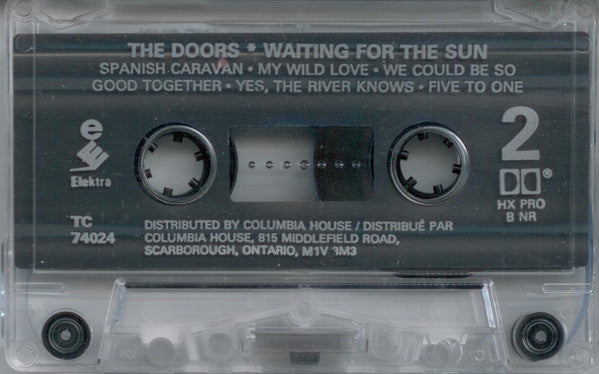 THE DOORS * WAITING FOR THE SUN
SPANISH CARAVAN • MY WILD LOVE • WE COULD BE SO
GOOD TOGETHER • YES, THE RIVER KNOWS • FIVE TO ONE
e
Elektra
2
HX PRO
B NR
TC
74024
DISTRIBUTED BY COLUMBIA HOUSE / DISTRIBUÉ PAR
COLUMBIA HOUSE, 815 MIDDLEFIELD ROAD,
SCARBOROUGH, ONTARIO, M1V 3M3